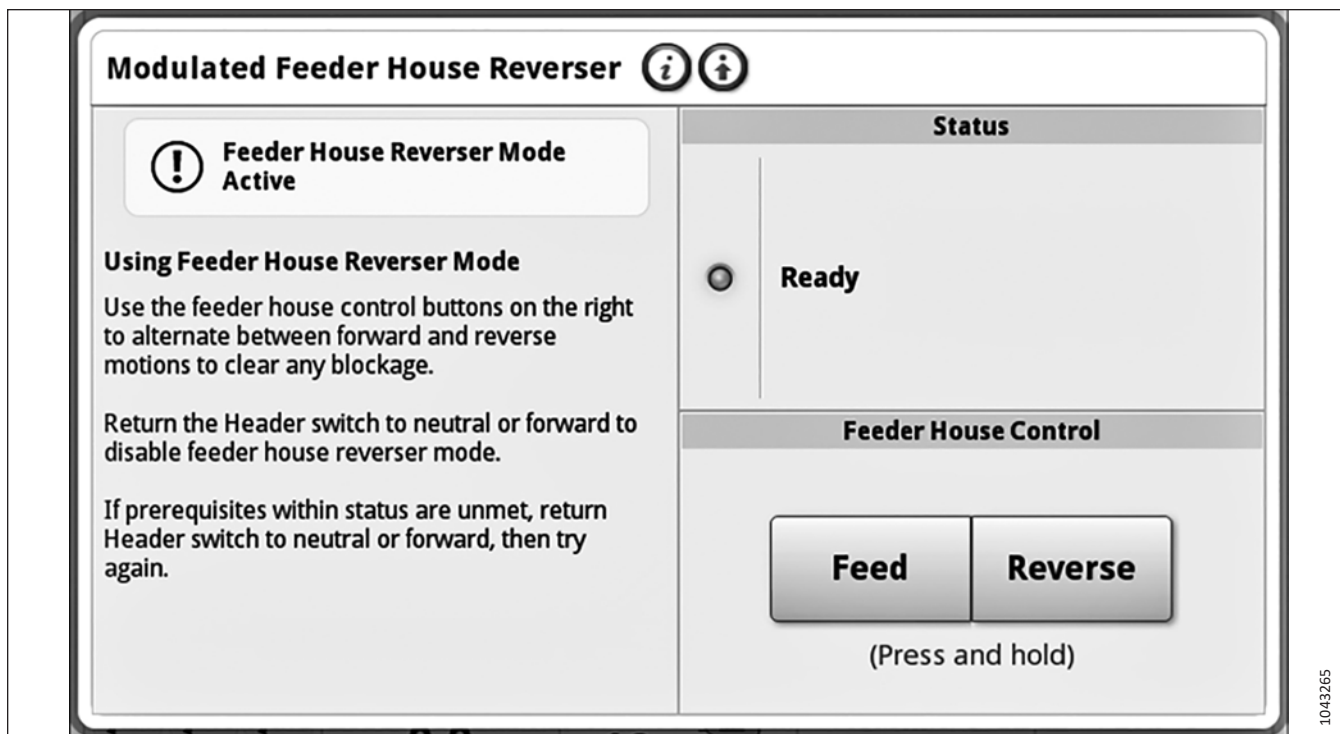 Modulated Feeder House Reverser
Feeder House Reverser Mode
Active
Using Feeder House Reverser Mode
Use the feeder house control buttons on the right
to alternate between forward and reverse
motions to clear any blockage.
Return the Header switch to neutral or forward to
disable feeder house reverser mode.
If prerequisites within status are unmet, return
Header switch to neutral or forward, then try
again.
Status
Ready
Feeder House Control
Feed
Reverse
(Press and hold)
1043265